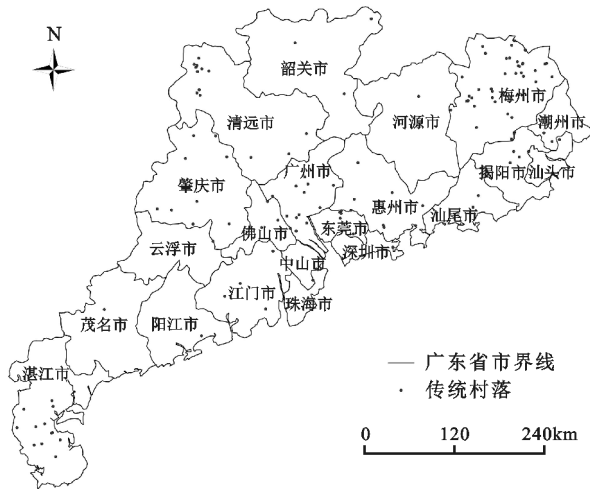 N
韶关市
梅州市
清远市
河源市
潮州市
广州市
揭阳市
汕头市
肇庆市
惠州市
汕尾市
佛山市
东莞市
云浮市
深圳市
中山市
江门市
珠海市
茂名市
阳江市
湛江市
广东省市界线
传统村落
0 120 240km